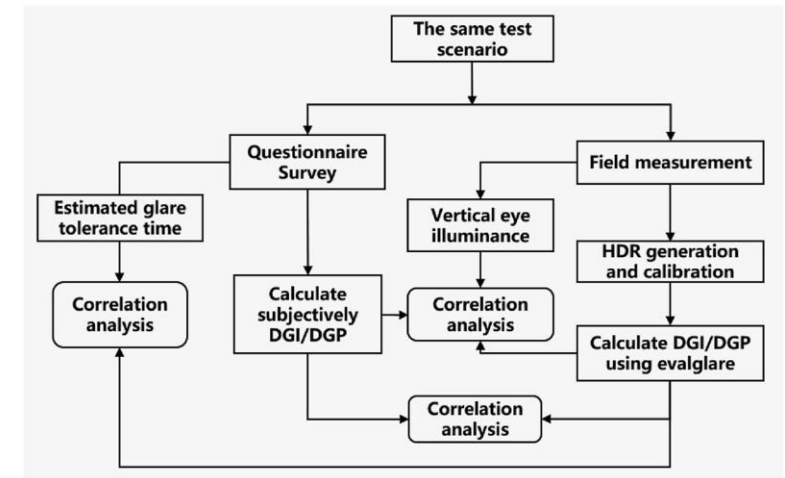 The same test
scenario
Questionnaire
Survey
Field measurement
Estimated glare
tolerance time
Vertical eye
illuminance
HDR generation
and calibration
Correlation
analysis
Calculate
subjectively
DGI/DGP
Correlation
analysis
Calculate DGI/DGP
using evalglare
Correlation
analysis